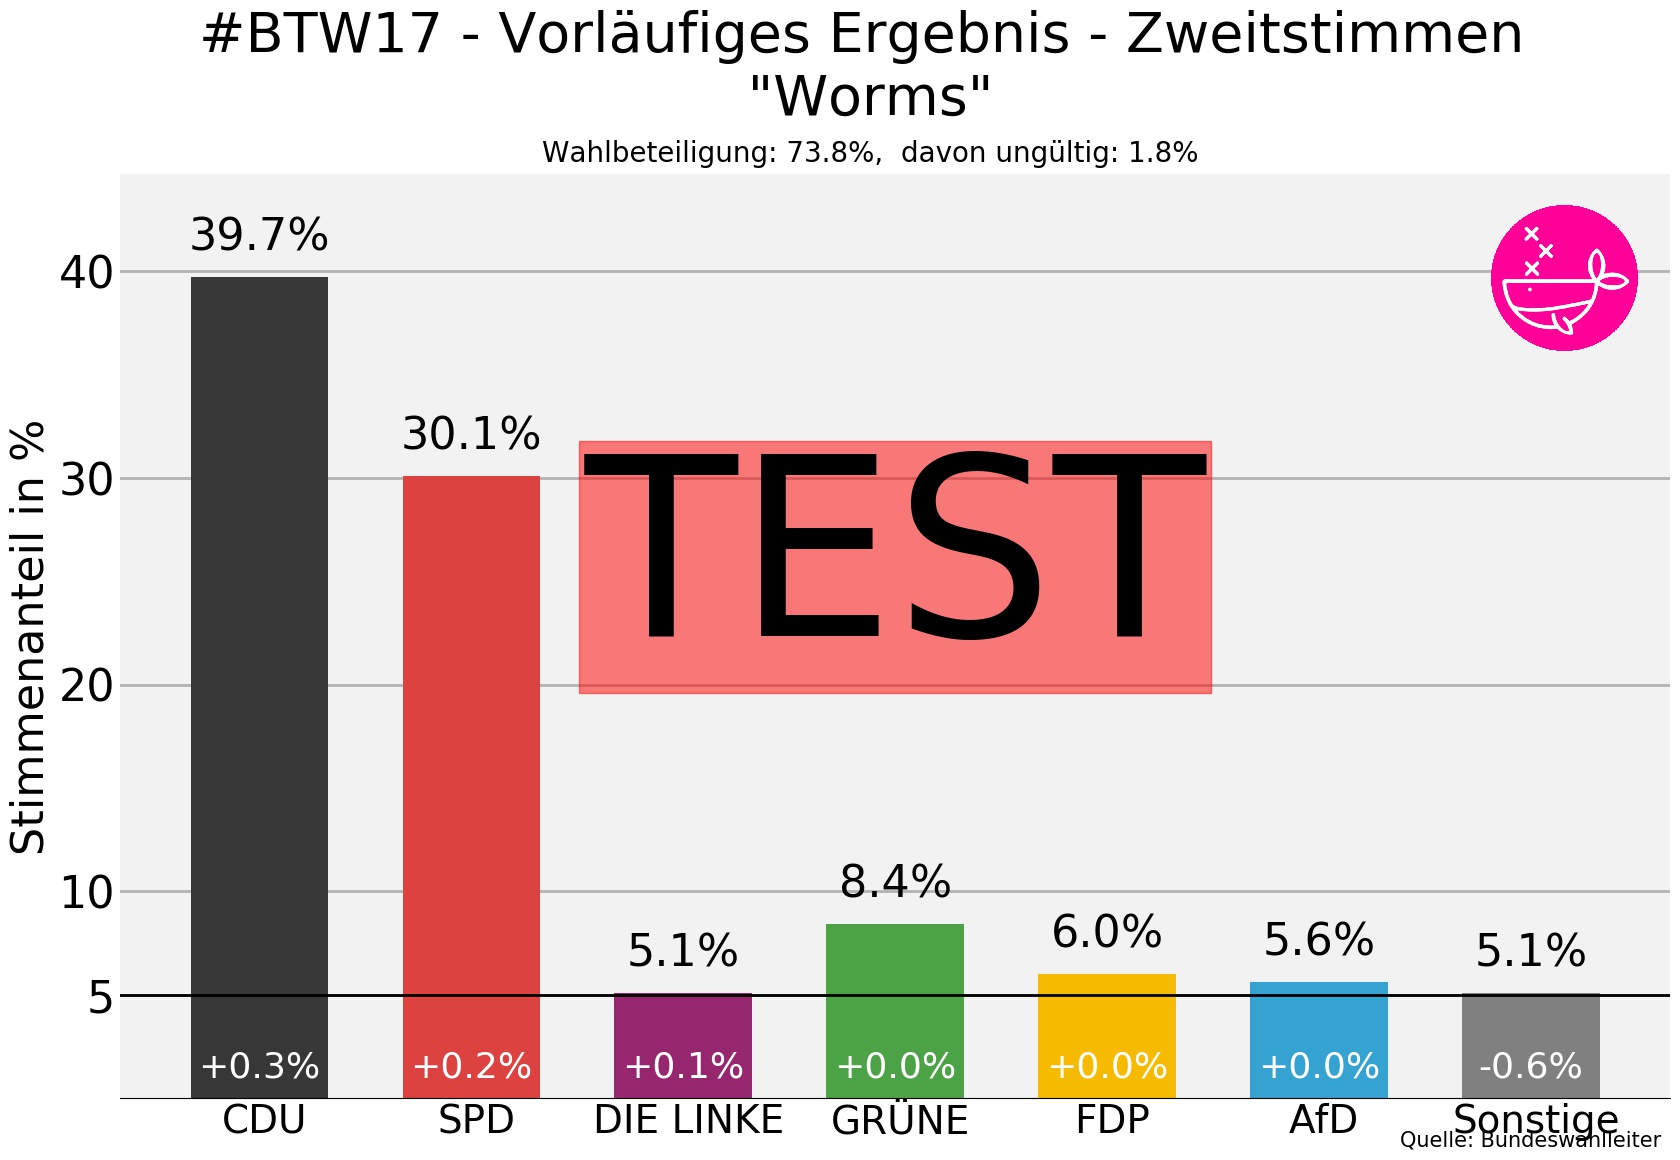 #BTW17 - Vorläufiges Ergebnis - Zweitstimmen
"Worms"
Wahlbeteiligung: 73.8%,  davon ungültig: 1.8%
Stimmenanteil in %
40
30
20
10
5
39.7%
30.1%
5.1%
8.4%
6.0%
5.6%
5.1%
TEST
+0.3%
+0.2%
+0.1%
+0.0%
+0.0%
+0.0%
-0.6%
CDU
SPD
DIE LINKE
GRÜNE
FDP
AfD
Sonstige
Quelle: Bundeswahlleiter